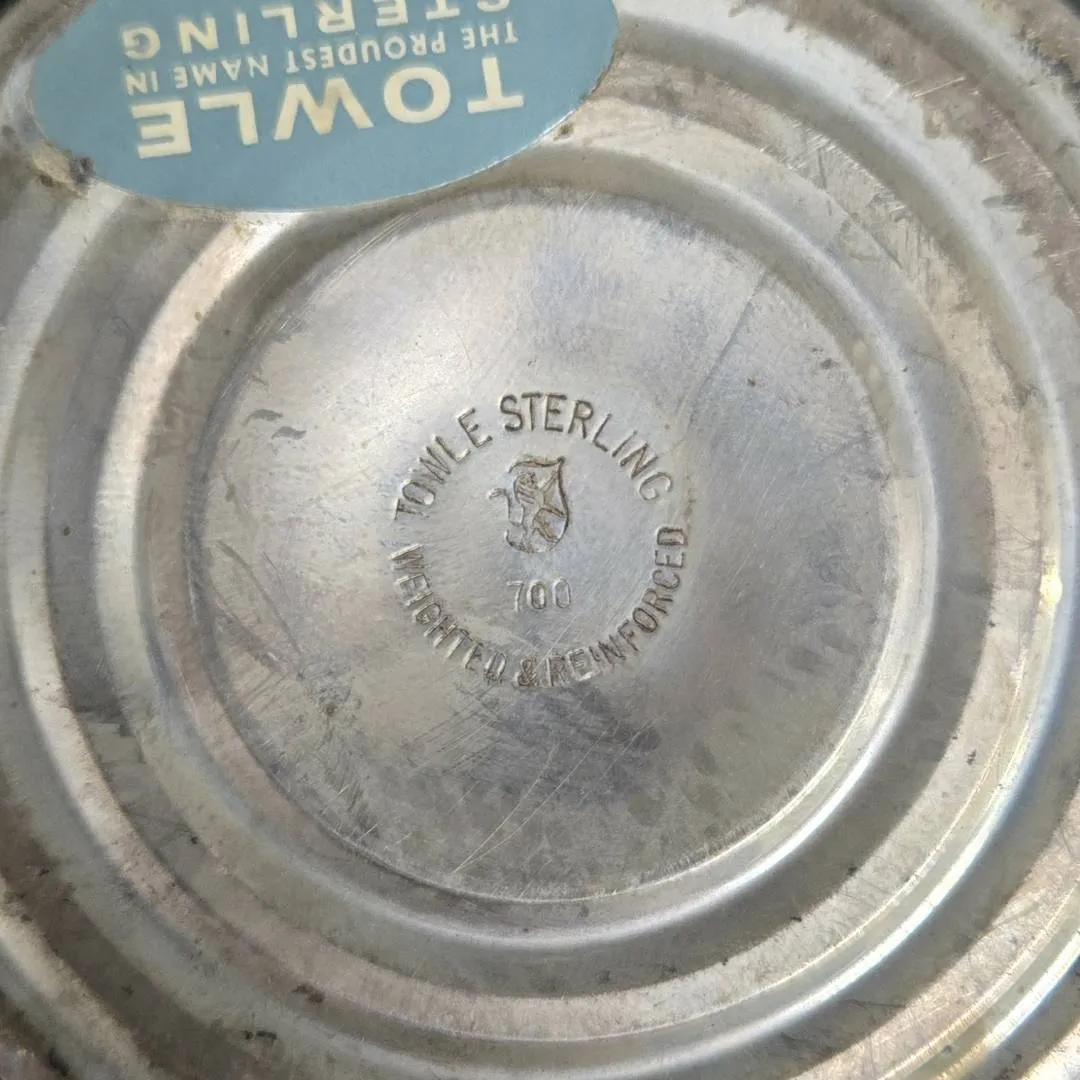 TOWLE
THE PROUDEST NAME IN
STERLING
TOWLE STERLING
700
WEIGHTED & REINFORCED